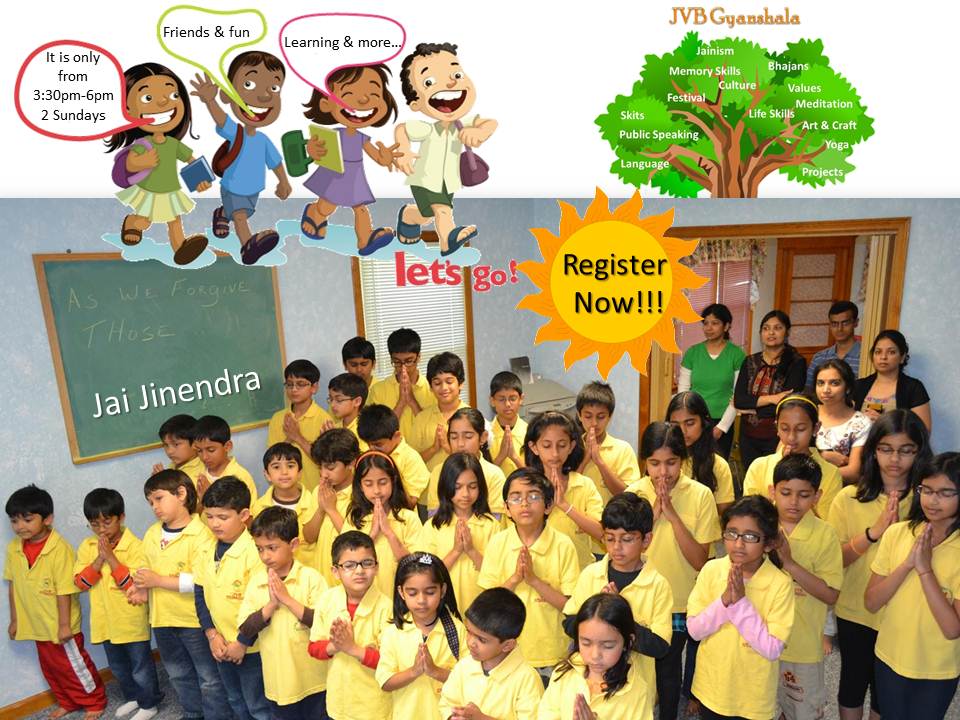 It is only
from
3:30pm-6pm
2 Sundays
Friends & fun
Learning & more...
let's go!
JVB Gyanshala
Jainism
Memory Skills
Bhajans
Culture
Values
Festival
Meditation
Skits
Life Skills
Art & Craft
Public Speaking
Yoga
Language
Projects
Register
Now!!!
AS WE FORGIVE
THOSE
Jai Jinendra